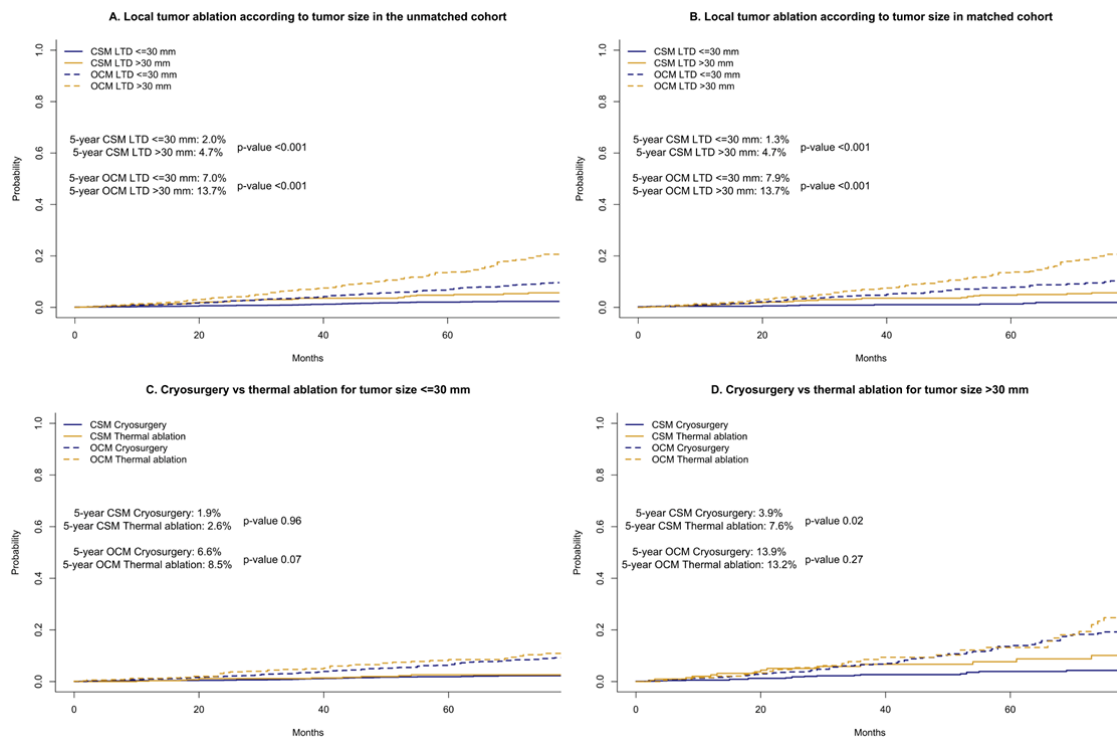 A. Local tumor ablation according to tumor size in the unmatched cohort
1.0
0.8
0.6
0.4
0.2
0.0
Probability
CSM LTD <=30 mm
CSM LTD >30 mm
OCM LTD <=30 mm
OCM LTD >30 mm
5-year CSM LTD <=30 mm: 2.0%
5-year CSM LTD >30 mm: 4.7%
p-value <0.001
5-year OCM LTD <=30 mm: 7.0%
5-year OCM LTD >30 mm: 13.7%
p-value <0.001
0 20 40 60
Months
B. Local tumor ablation according to tumor size in matched cohort
1.0
0.8
0.6
0.4
0.2
0.0
Probability
CSM LTD <=30 mm
CSM LTD >30 mm
OCM LTD <=30 mm
OCM LTD >30 mm
5-year CSM LTD <=30 mm: 1.3%
5-year CSM LTD >30 mm: 4.7%
p-value <0.001
5-year OCM LTD <=30 mm: 7.9%
5-year OCM LTD >30 mm: 13.7%
p-value <0.001
0 20 40 60
Months
C. Cryosurgery vs thermal ablation for tumor size <=30 mm
1.0
0.8
0.6
0.4
0.2
0.0
Probability
CSM Cryosurgery
CSM Thermal ablation
OCM Cryosurgery
OCM Thermal ablation
5-year CSM Cryosurgery: 1.9%
5-year CSM Thermal ablation: 2.6%
p-value 0.96
5-year OCM Cryosurgery: 6.6%
5-year OCM Thermal ablation: 8.5%
p-value 0.07
0 20 40 60
Months
D. Cryosurgery vs thermal ablation for tumor size >30 mm
1.0
0.8
0.6
0.4
0.2
0.0
Probability
CSM Cryosurgery
CSM Thermal ablation
OCM Cryosurgery
OCM Thermal ablation
5-year CSM Cryosurgery: 3.9%
5-year CSM Thermal ablation: 7.6%
p-value 0.02
5-year OCM Cryosurgery: 13.9%
5-year OCM Thermal ablation: 13.2%
p-value 0.27
0 20 40 60
Months